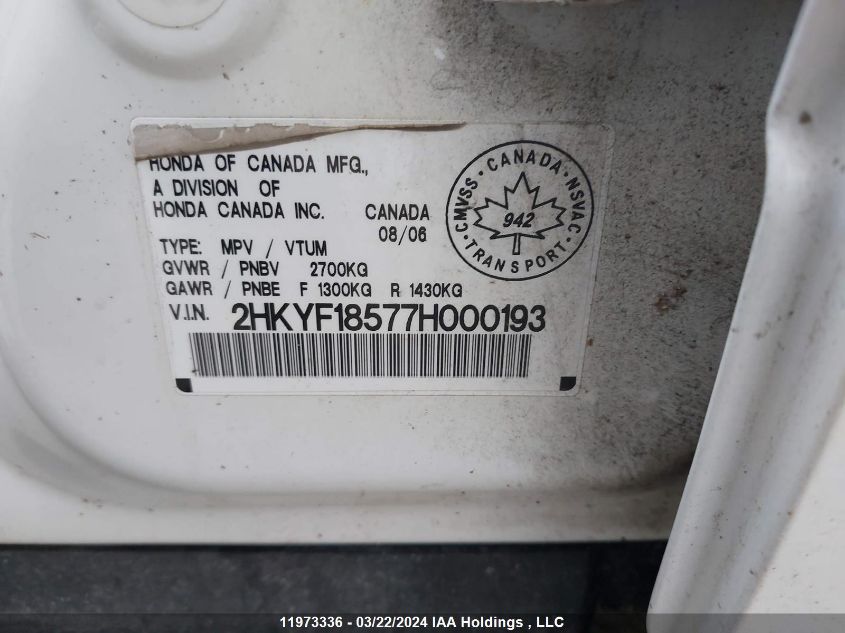 HONDA OF CANADA MFG.,
A DIVISION OF
HONDA CANADA INC. CANADA
08/06
TYPE: MPV / VTUM
GVWR / PNBV 2700KG
GAWR / PNBE F 1300KG R 1430KG
V.I.N. 2HKYF18577H000193
CMVSS · CANADA · NSVAC · TRANSPORT ·
942
11973336 - 03/22/2024 IAA Holdings , LLC